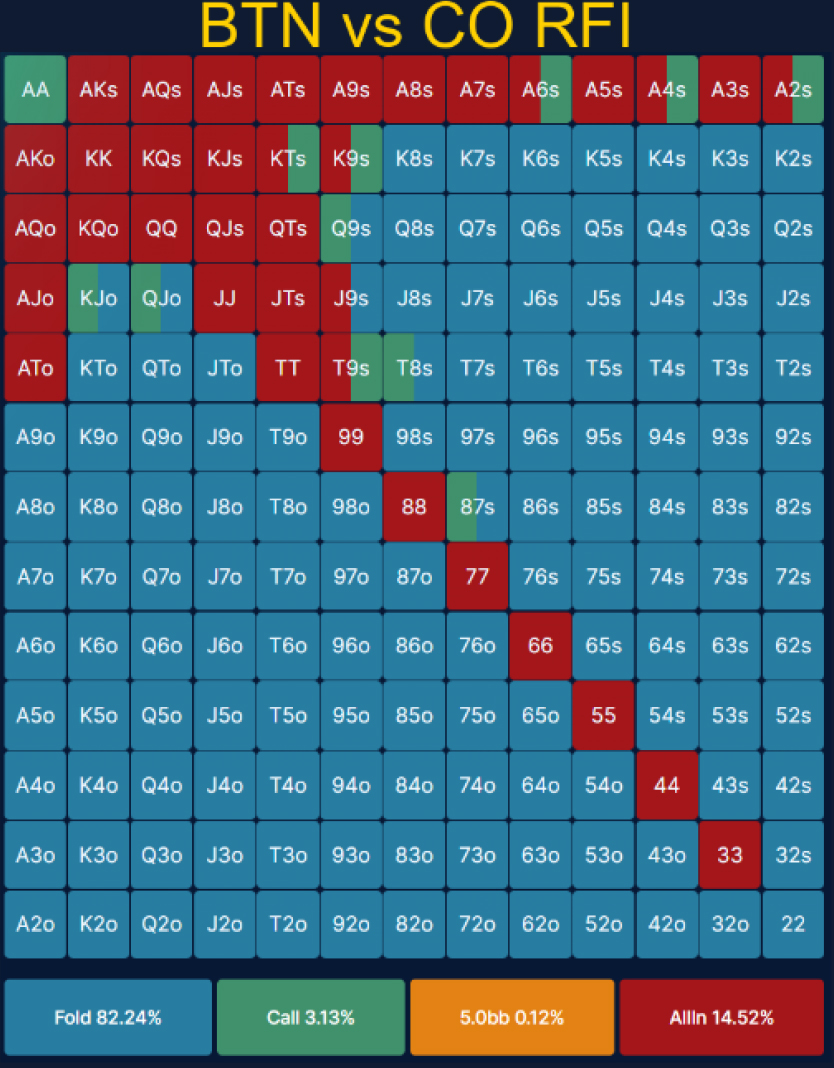 BTN vs CO RFI
AA AKs AQs AJs ATs A9s A8s A7s A6s A5s A4s A3s A2s
AKo KK KQs KJs KTs K9s K8s K7s K6s K5s K4s K3s K2s
AQo KQo QQ QJs QTs Q9s Q8s Q7s Q6s Q5s Q4s Q3s Q2s
AJo KJo QJo JJ JTs J9s J8s J7s J6s J5s J4s J3s J2s
ATo KTo QTo JTo TT T9s T8s T7s T6s T5s T4s T3s T2s
A9o K9o Q9o J9o T9o 99 98s 97s 96s 95s 94s 93s 92s
A8o K8o Q8o J8o T8o 98o 88 87s 86s 85s 84s 83s 82s
A7o K7o Q7o J7o T7o 97o 87o 77 76s 75s 74s 73s 72s
A6o K6o Q6o J6o T6o 96o 86o 76o 66 65s 64s 63s 62s
A5o K5o Q5o J5o T5o 95o 85o 75o 65o 55 54s 53s 52s
A4o K4o Q4o J4o T4o 94o 84o 74o 64o 54o 44 43s 42s
A3o K3o Q3o J3o T3o 93o 83o 73o 63o 53o 43o 33 32s
A2o K2o Q2o J2o T2o 92o 82o 72o 62o 52o 42o 32o 22
Fold 82.24% Call 3.13% 5.0bb 0.12% AllIn 14.52%